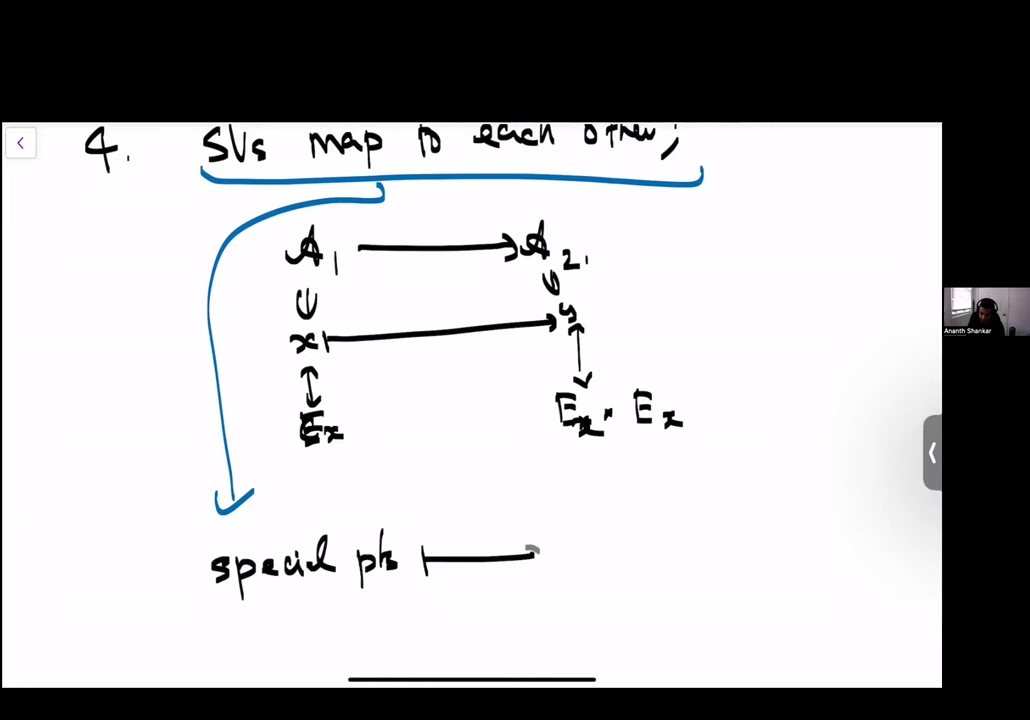 4. SVs map to each other;
A₁ → A₂.
x ↦ y
Eₓ Eₓ · Eₓ
special pts ↦
Ananth Shankar